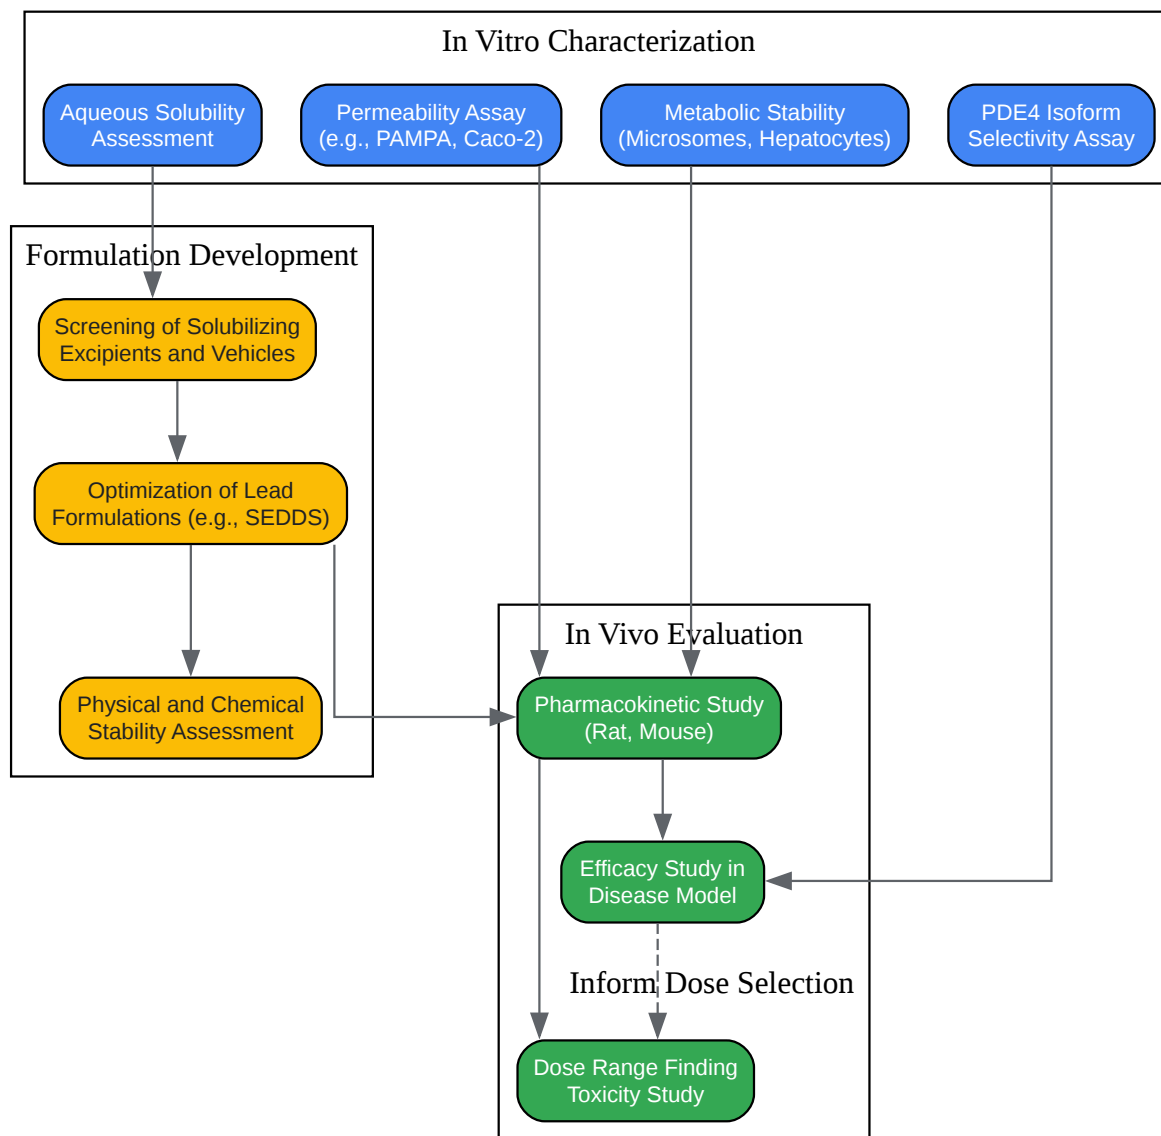 In Vitro Characterization
Aqueous Solubility
Assessment
Permeability Assay
(e.g., PAMPA, Caco-2)
Metabolic Stability
(Microsomes, Hepatocytes)
PDE4 Isoform
Selectivity Assay
Formulation Development
Screening of Solubilizing
Excipients and Vehicles
Optimization of Lead
Formulations (e.g., SEDDS)
Physical and Chemical
Stability Assessment
In Vivo Evaluation
Pharmacokinetic Study
(Rat, Mouse)
Efficacy Study in
Disease Model
Inform Dose Selection
Dose Range Finding
Toxicity Study